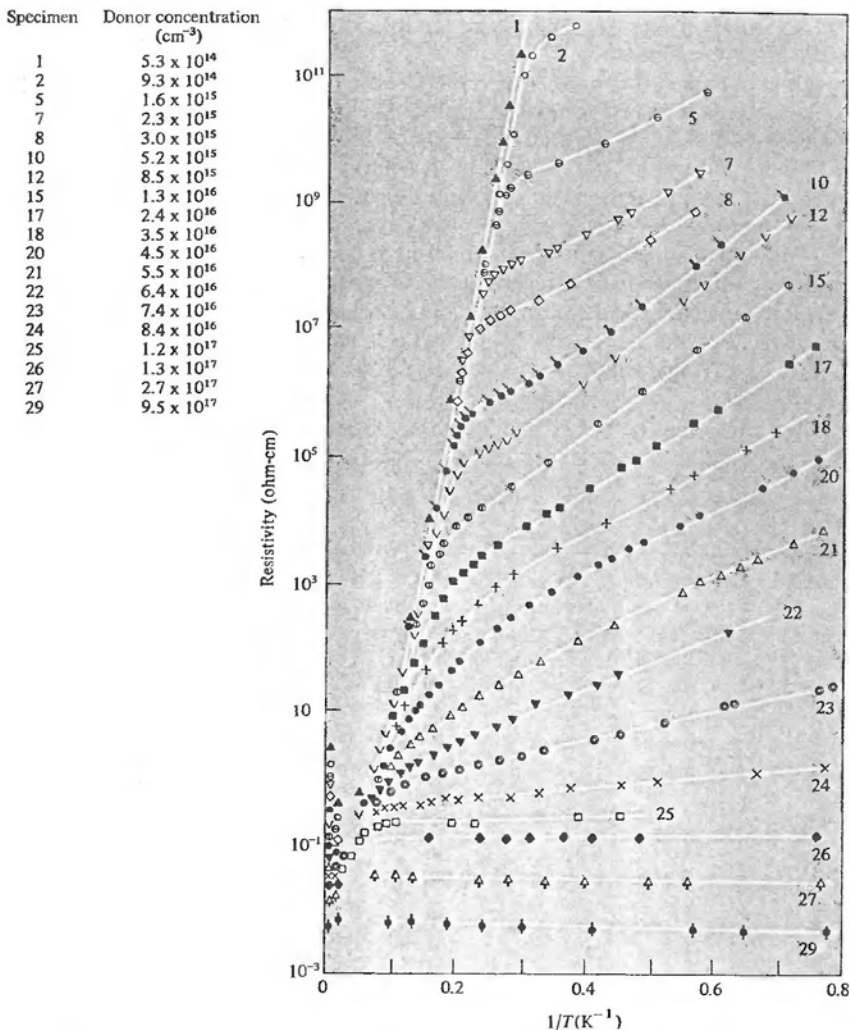 Specimen Donor concentration
(cm⁻³)
1 5.3 x 10¹⁴
2 9.3 x 10¹⁴
5 1.6 x 10¹⁵
7 2.3 x 10¹⁵
8 3.0 x 10¹⁵
10 5.2 x 10¹⁵
12 8.5 x 10¹⁵
15 1.3 x 10¹⁶
17 2.4 x 10¹⁶
18 3.5 x 10¹⁶
20 4.5 x 10¹⁶
21 5.5 x 10¹⁶
22 6.4 x 10¹⁶
23 7.4 x 10¹⁶
24 8.4 x 10¹⁶
25 1.2 x 10¹⁷
26 1.3 x 10¹⁷
27 2.7 x 10¹⁷
29 9.5 x 10¹⁷
Resistivity (ohm-cm)
10¹¹
10⁹
10⁷
10⁵
10³
10
10⁻¹
10⁻³
1
2
5
7
8
10
12
15
17
18
20
21
22
23
24
25
26
27
29
0
0.2
0.4
0.6
0.8
1/T(K⁻¹)